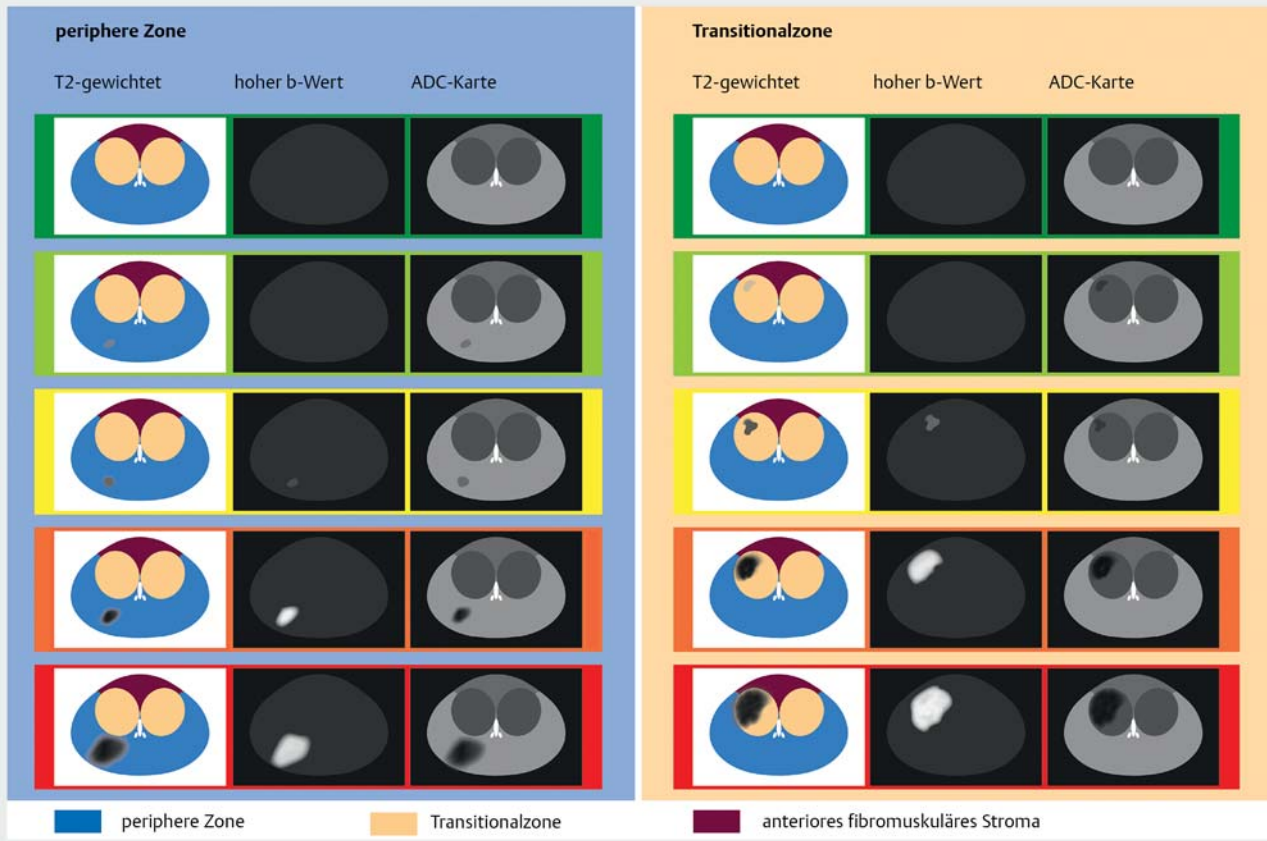 periphere Zone
T2-gewichtet hoher b-Wert ADC-Karte
Transitionalzone
T2-gewichtet hoher b-Wert ADC-Karte
periphere Zone Transitionalzone anteriores fibromuskuläres Stroma